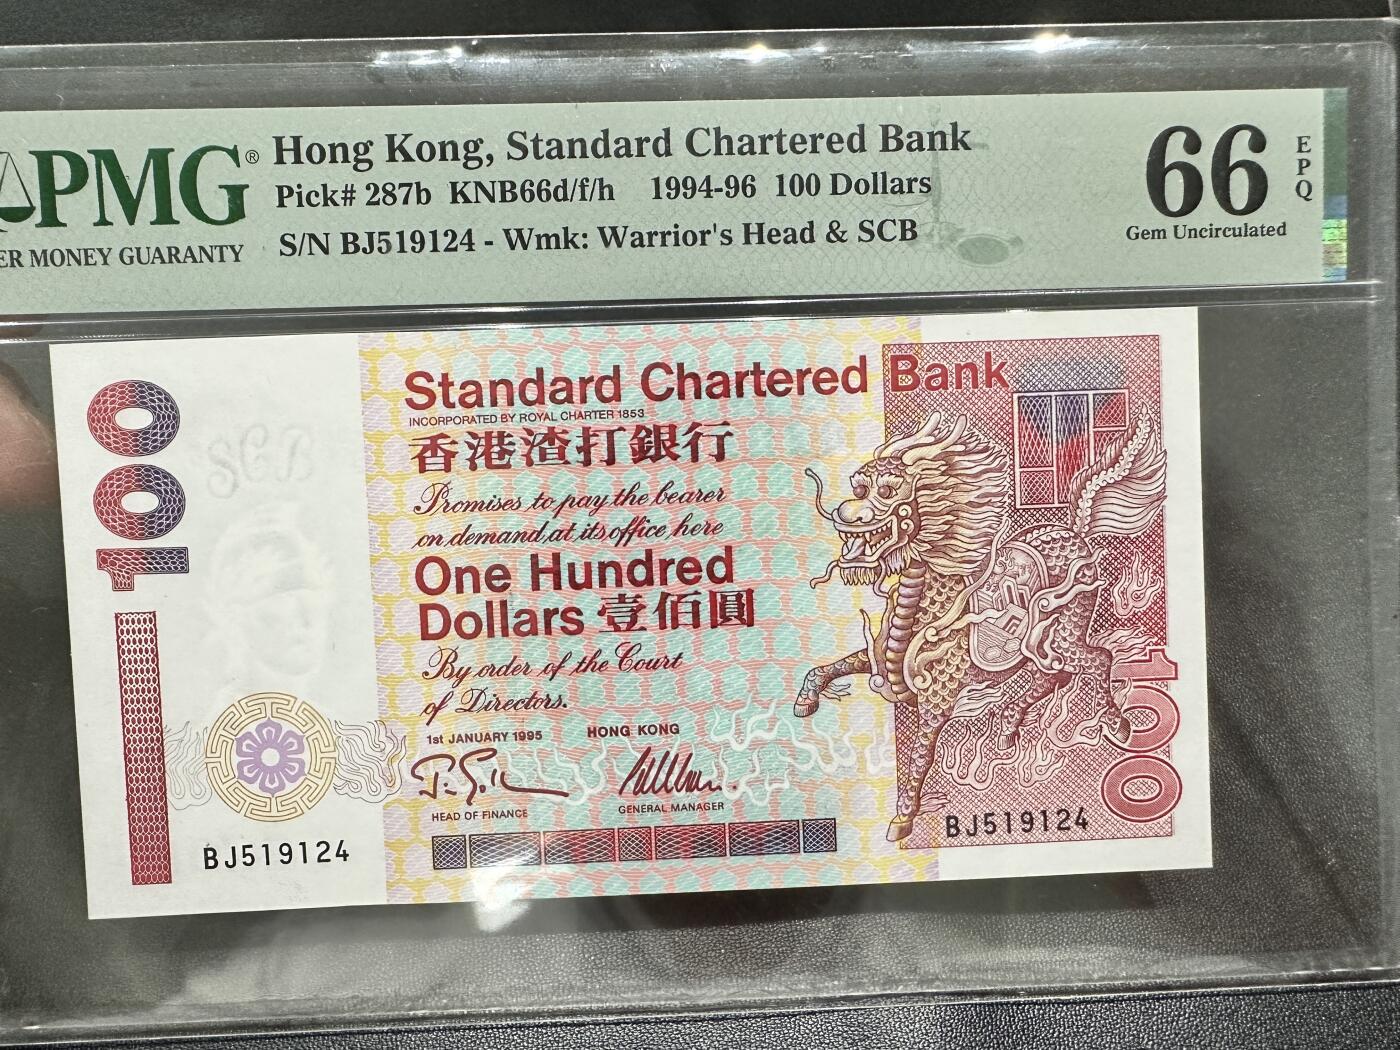 PMG®
ER MONEY GUARANTY
Hong Kong, Standard Chartered Bank
Pick# 287b KNB66d/f/h 1994-96 100 Dollars
S/N BJ519124 - Wmk: Warrior's Head & SCB
66 EPQ
Gem Uncirculated
100
SCB
Standard Chartered Bank
INCORPORATED BY ROYAL CHARTER 1853
香港渣打銀行
Promises to pay the bearer
on demand at its office here
One Hundred
Dollars 壹佰圓
By order of the Court
of Directors.
1st JANUARY 1995 HONG KONG
HEAD OF FINANCE GENERAL MANAGER
BJ519124
BJ519124
100